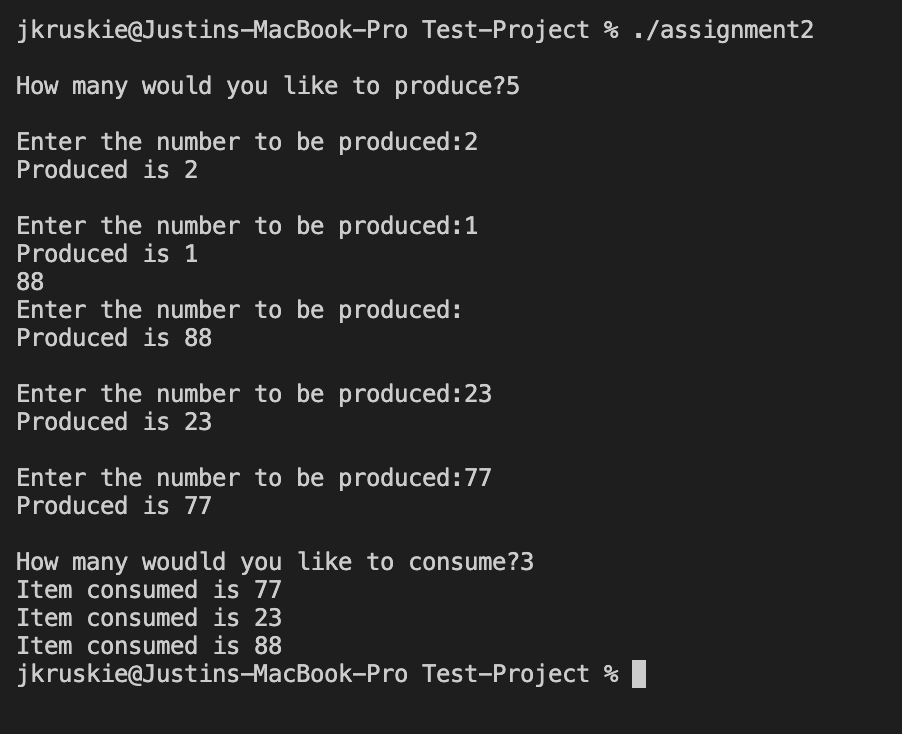 jkruskie@Justins-MacBook-Pro Test-Project % ./assignment2
How many would you like to produce?5
Enter the number to be produced:2
Produced is 2
Enter the number to be produced:1
Produced is 1
88
Enter the number to be produced:
Produced is 88
Enter the number to be produced:23
Produced is 23
Enter the number to be produced:77
Produced is 77
How many woudld you like to consume?3
Item consumed is 77
Item consumed is 23
Item consumed is 88
jkruskie@Justins-MacBook-Pro Test-Project %